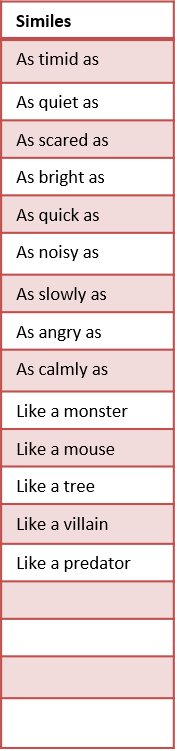 Similes
As timid as
As quiet as
As scared as
As bright as
As quick as
As noisy as
As slowly as
As angry as
As calmly as
Like a monster
Like a mouse
Like a tree
Like a villain
Like a predator